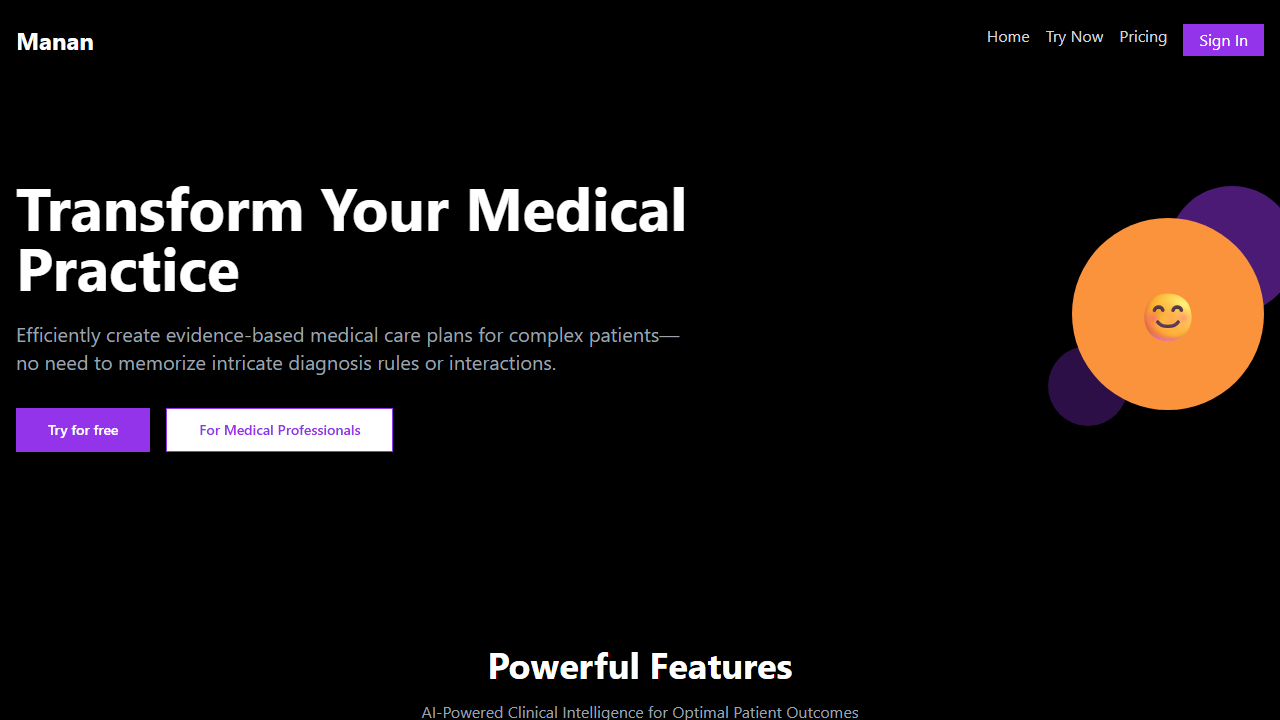 Manan
Home
Try Now
Pricing
Sign In
Transform Your Medical
Practice
Efficiently create evidence-based medical care plans for complex patients—
no need to memorize intricate diagnosis rules or interactions.
Try for free
For Medical Professionals
Powerful Features
AI-Powered Clinical Intelligence for Optimal Patient Outcomes